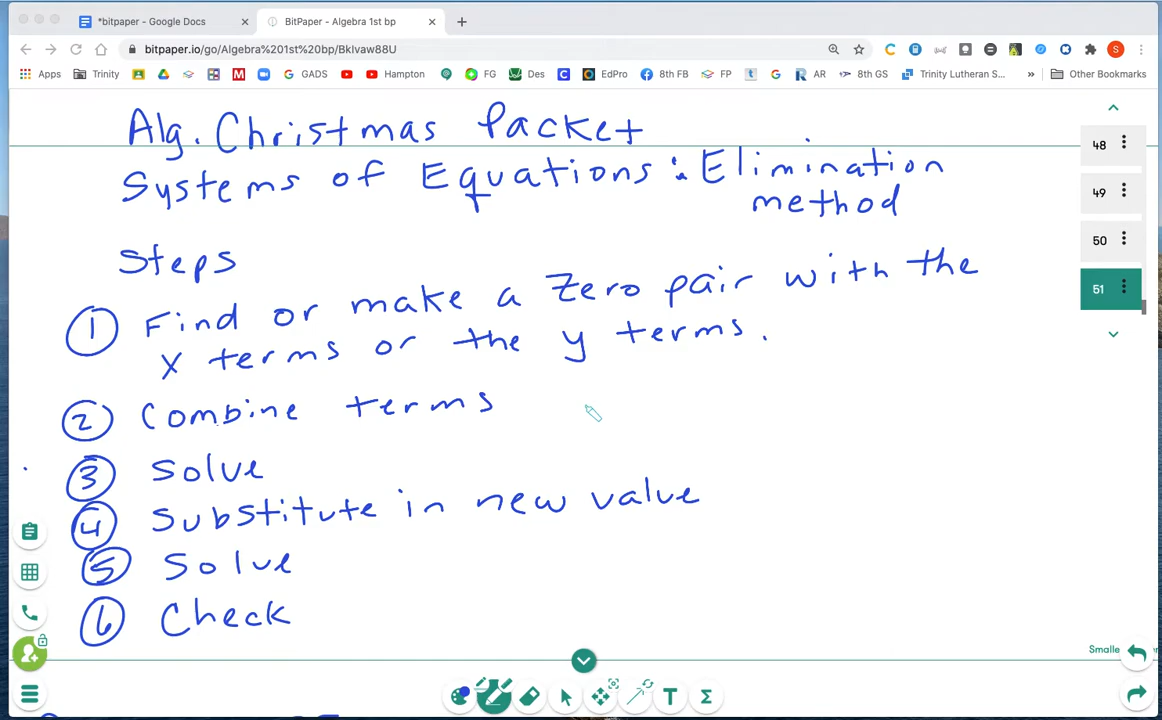 *bitpaper - Google Docs
BitPaper - Algebra 1st bp
bitpaper.io/go/Algebra%201st%20bp/BkIvaw88U
Apps
Trinity
GADS
Hampton
FG
Des
EdPro
8th FB
FP
AR
8th GS
Trinity Lutheran S...
»
Other Bookmarks
Alg. Christmas Packet
Systems of Equations: Elimination
method
Steps
① Find or make a zero pair with the
x terms or the y terms.
② Combine terms
③ Solve
④ Substitute in new value
⑤ Solve
⑥ Check
48
49
50
51
Smalle